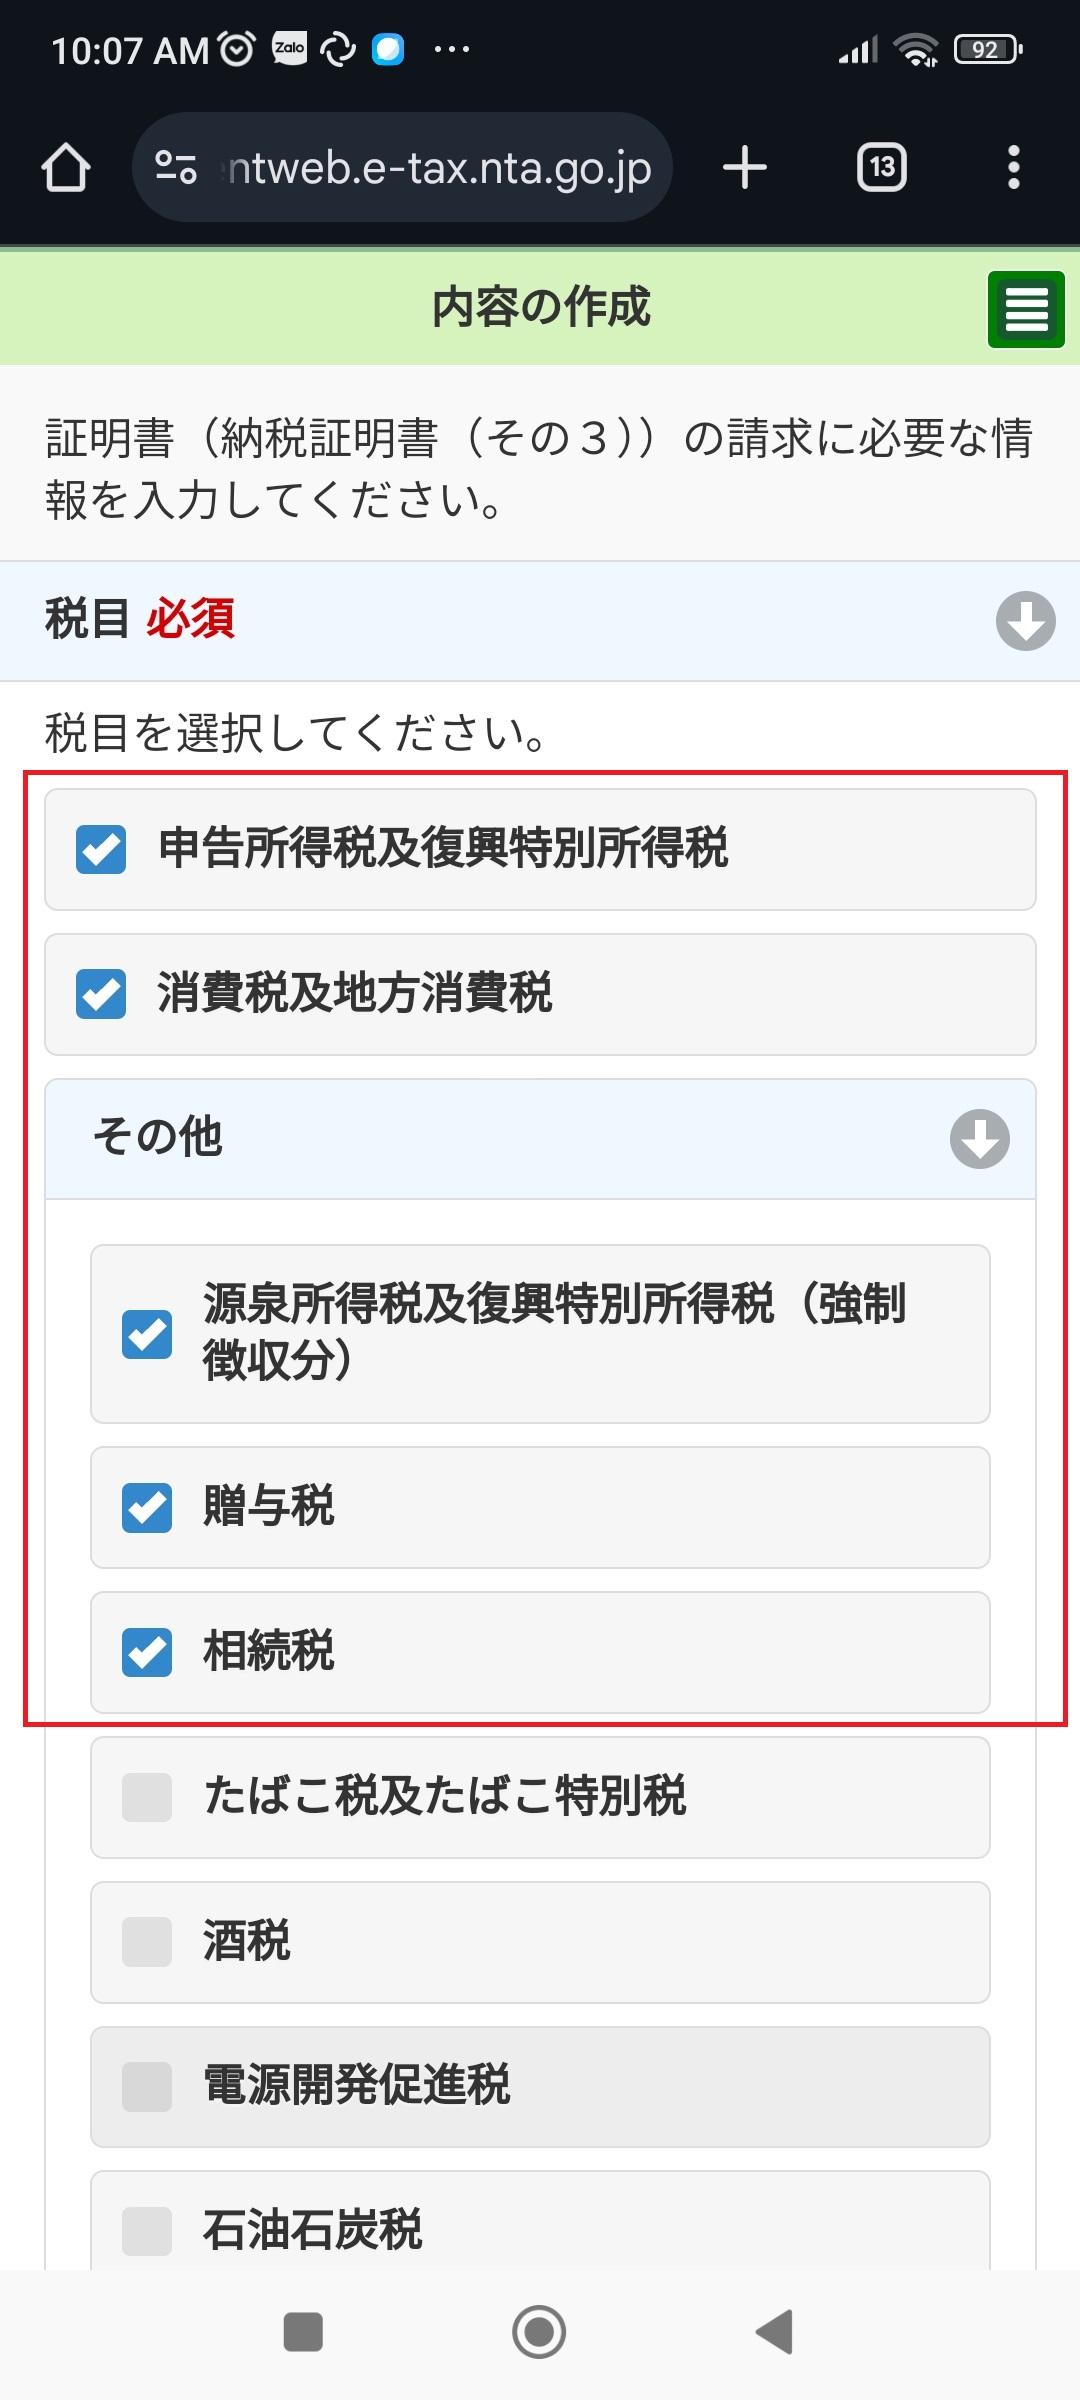 10:07 AM Zalo 92
ntweb.e-tax.nta.go.jp 13
内容の作成
証明書（納税証明書（その３））の請求に必要な情
報を入力してください。
税目 必須
税目を選択してください。
申告所得税及復興特別所得税
消費税及地方消費税
その他
源泉所得税及復興特別所得税（強制
徴収分）
贈与税
相続税
たばこ税及たばこ特別税
酒税
電源開発促進税
石油石炭税